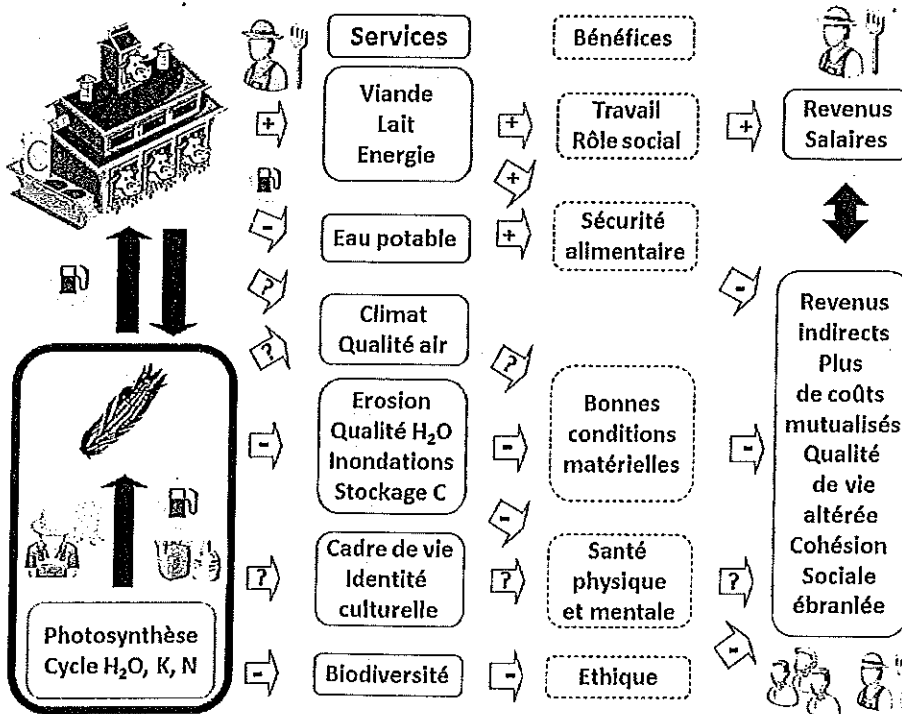 Services
Bénéfices
Viande
Lait
Energie
Travail
Rôle social
Revenus
Salaires
+
+
+
+
-
Eau potable
+
Sécurité
alimentaire
?
Climat
Qualité air
?
?
-
Revenus
indirects
Plus
de coûts
mutualisés
Qualité
de vie
altérée
Cohésion
Sociale
ébranlée
-
Erosion
Qualité H₂O
Inondations
Stockage C
-
Bonnes
conditions
matérielles
-
-
?
Cadre de vie
Identité
culturelle
?
Santé
physique
et mentale
?
-
Photosynthèse
Cycle H₂O, K, N
-
Biodiversité
-
Ethique